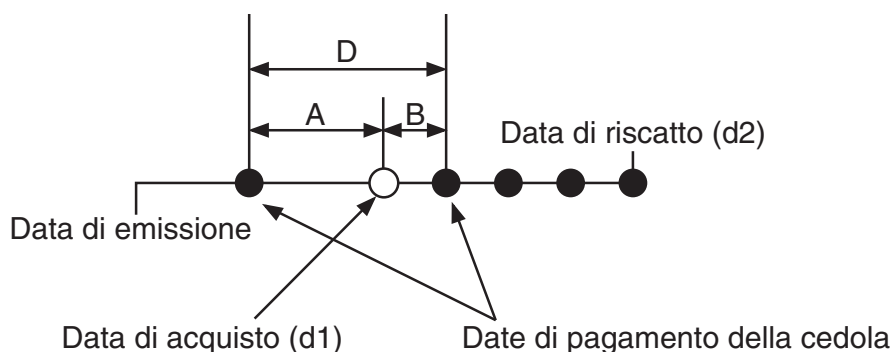 D
A
B
Data di riscatto (d2)
Data di emissione
Data di acquisto (d1)
Date di pagamento della cedola